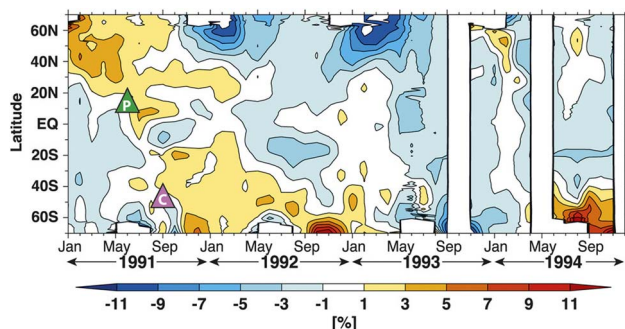 60N
40N
20N
EQ
20S
40S
60S
Latitude
P
C
Jan May Sep Jan May Sep Jan May Sep Jan May Sep
1991 1992 1993 1994
-11 -9 -7 -5 -3 -1 1 3 5 7 9 11
[%]